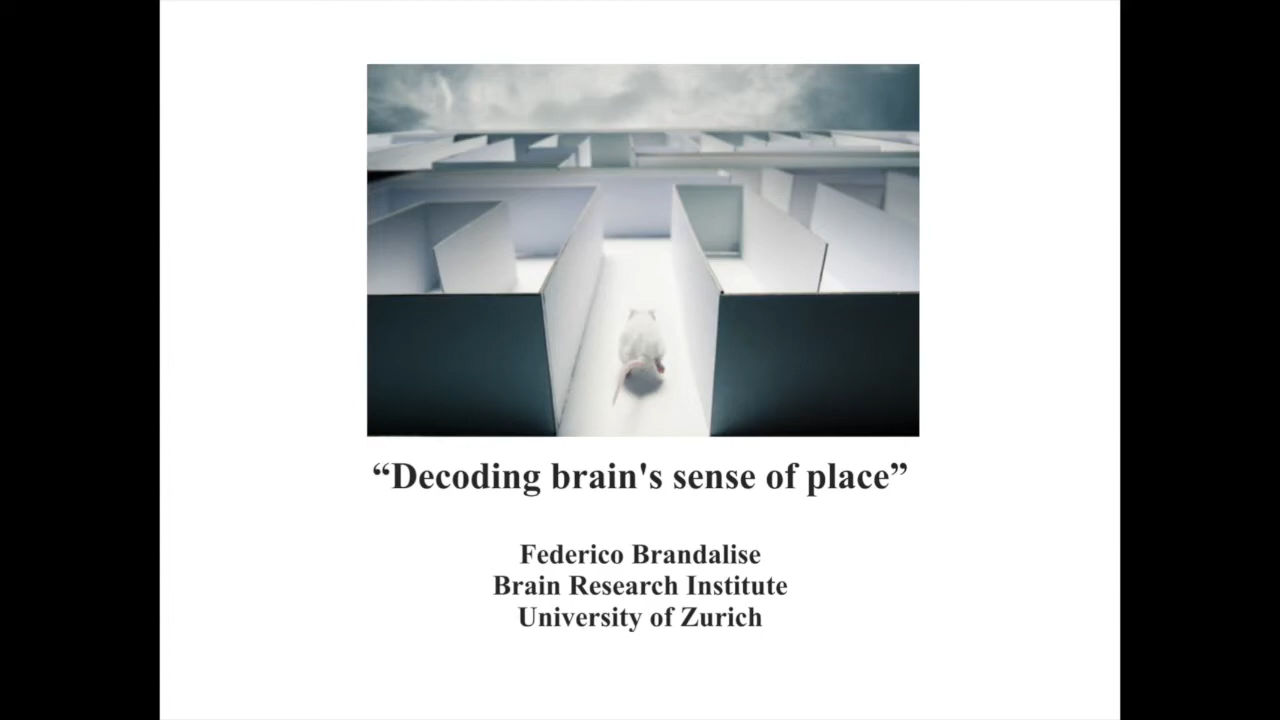 “Decoding brain's sense of place”
Federico Brandalise
Brain Research Institute
University of Zurich